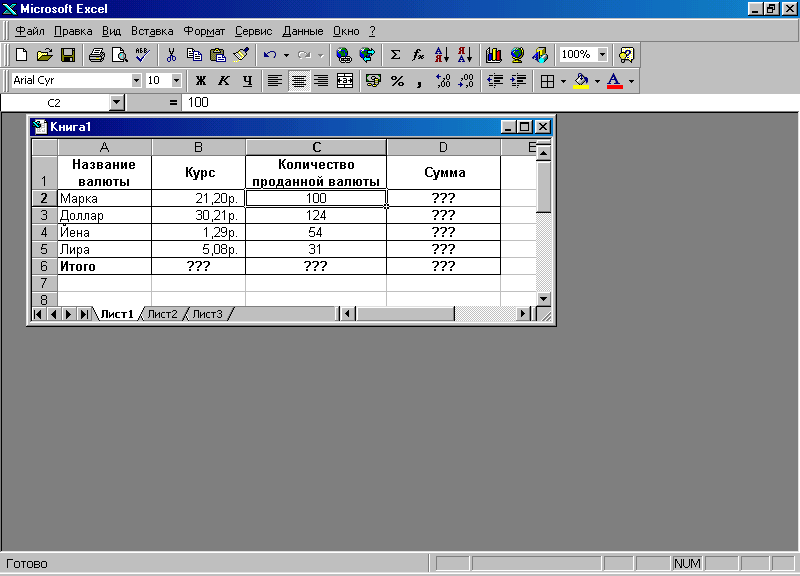 Microsoft Excel
Файл Правка Вид Вставка Формат Сервис Данные Окно ?
100%
Arial Cyr 10 Ж К Ч %
C2 = 100
Книга1
A B C D E
1 Название валюты Курс Количество проданной валюты Сумма
2 Марка 21,20р. 100 ???
3 Доллар 30,21р. 124 ???
4 Йена 1,29р. 54 ???
5 Лира 5,08р. 31 ???
6 Итого ??? ??? ???
7
8
Лист1 Лист2 Лист3
Готово NUM